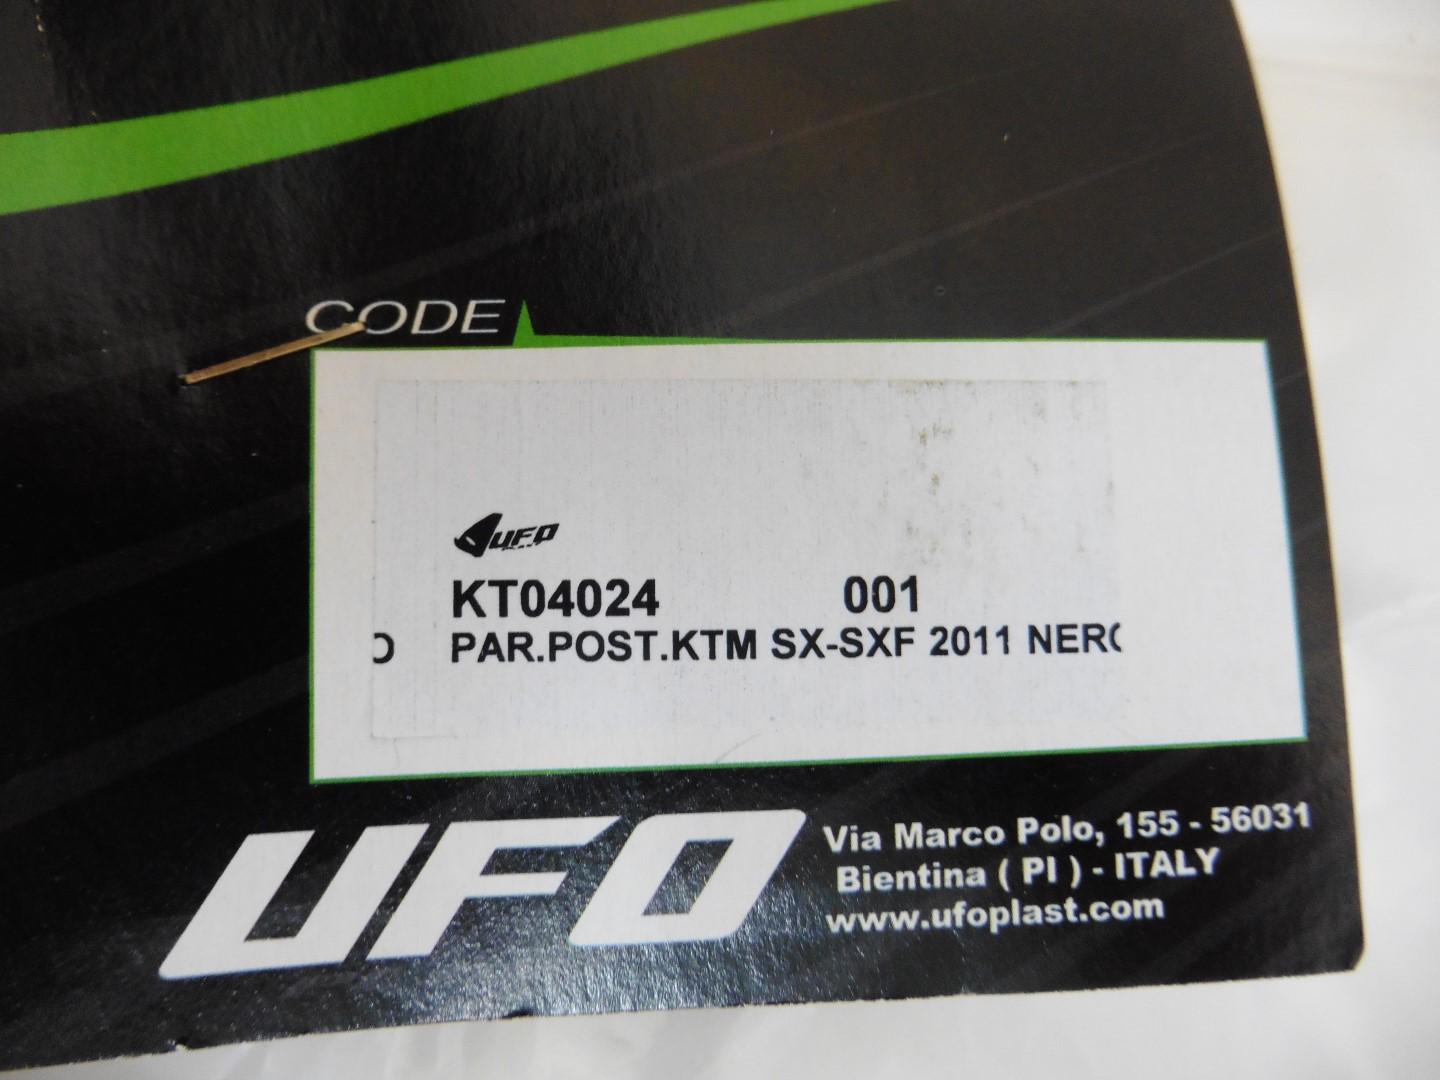 CODE
UFO
KT04024 001
O PAR.POST.KTM SX-SXF 2011 NERO
UFO
Via Marco Polo, 155 - 56031
Bientina ( PI ) - ITALY
www.ufoplast.com